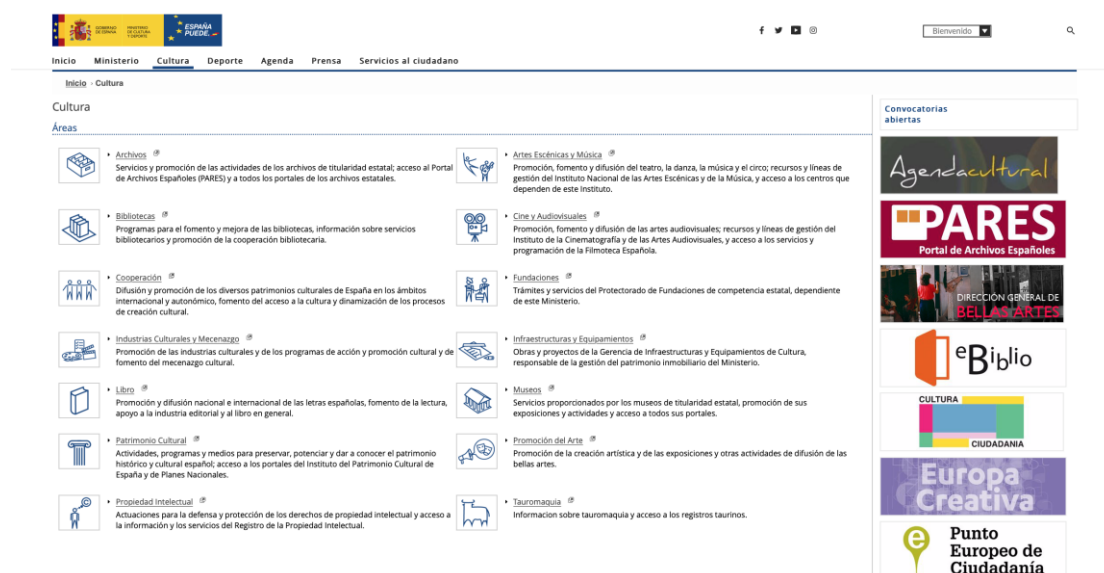 GOBIERNO
DE ESPAÑA
MINISTERIO
DE CULTURA
Y DEPORTE
ESPAÑA
PUEDE.
Bienvenido
Inicio Ministerio Cultura Deporte Agenda Prensa Servicios al ciudadano
Inicio › Cultura
Cultura
Áreas
Archivos
Servicios y promoción de las actividades de los archivos de titularidad estatal; acceso al Portal
de Archivos Españoles (PARES) y a todos los portales de los archivos estatales.
Artes Escénicas y Música
Promoción, fomento y difusión del teatro, la danza, la música y el circo; recursos y líneas de
gestión del Instituto Nacional de las Artes Escénicas y de la Música, y acceso a los centros que
dependen de este Instituto.
Bibliotecas
Programas para el fomento y mejora de las bibliotecas, información sobre servicios
bibliotecarios y promoción de la cooperación bibliotecaria.
Cine y Audiovisuales
Promoción, fomento y difusión de las artes audiovisuales; recursos y líneas de gestión del
Instituto de la Cinematografía y de las Artes Audiovisuales, y acceso a los servicios y
programación de la Filmoteca Española.
Cooperación
Difusión y promoción de los diversos patrimonios culturales de España en los ámbitos
internacional y autonómico, fomento del acceso a la cultura y dinamización de los procesos
de creación cultural.
Fundaciones
Trámites y servicios del Protectorado de Fundaciones de competencia estatal, dependiente
de este Ministerio.
Industrias Culturales y Mecenazgo
Promoción de las industrias culturales y de los programas de acción y promoción cultural y de
fomento del mecenazgo cultural.
Infraestructuras y Equipamientos
Obras y proyectos de la Gerencia de Infraestructuras y Equipamientos de Cultura,
responsable de la gestión del patrimonio inmobiliario del Ministerio.
Libro
Promoción y difusión nacional e internacional de las letras españolas, fomento de la lectura,
apoyo a la industria editorial y al libro en general.
Museos
Servicios proporcionados por los museos de titularidad estatal, promoción de sus
exposiciones y actividades y acceso a todos sus portales.
Patrimonio Cultural
Actividades, programas y medios para preservar, potenciar y dar a conocer el patrimonio
histórico y cultural español; acceso a los portales del Instituto del Patrimonio Cultural de
España y de Planes Nacionales.
Promoción del Arte
Promoción de la creación artística y de las exposiciones y otras actividades de difusión de las
bellas artes.
Propiedad Intelectual
Actuaciones para la defensa y protección de los derechos de propiedad intelectual y acceso a
la información y los servicios del Registro de la Propiedad Intelectual.
Tauromaquia
Informacion sobre tauromaquia y acceso a los registros taurinos.
Convocatorias
abiertas
Agendacultural
PARES
Portal de Archivos Españoles
DIRECCIÓN GENERAL DE
BELLAS ARTES
eBiblio
CULTURA
CIUDADANIA
Europa
Creativa
Punto
Europeo de
Ciudadanía